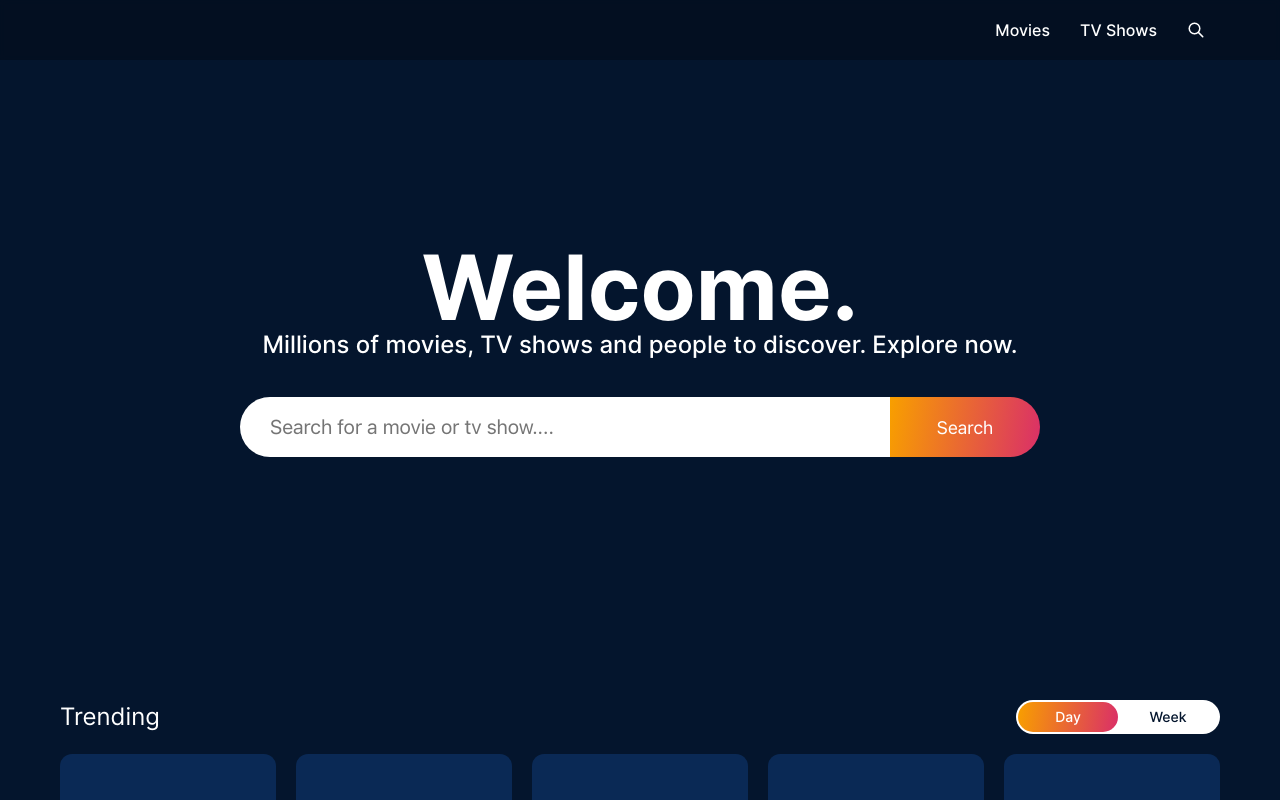 Movies TV Shows
Welcome.
Millions of movies, TV shows and people to discover. Explore now.
Search for a movie or tv show.... Search
Trending Day Week